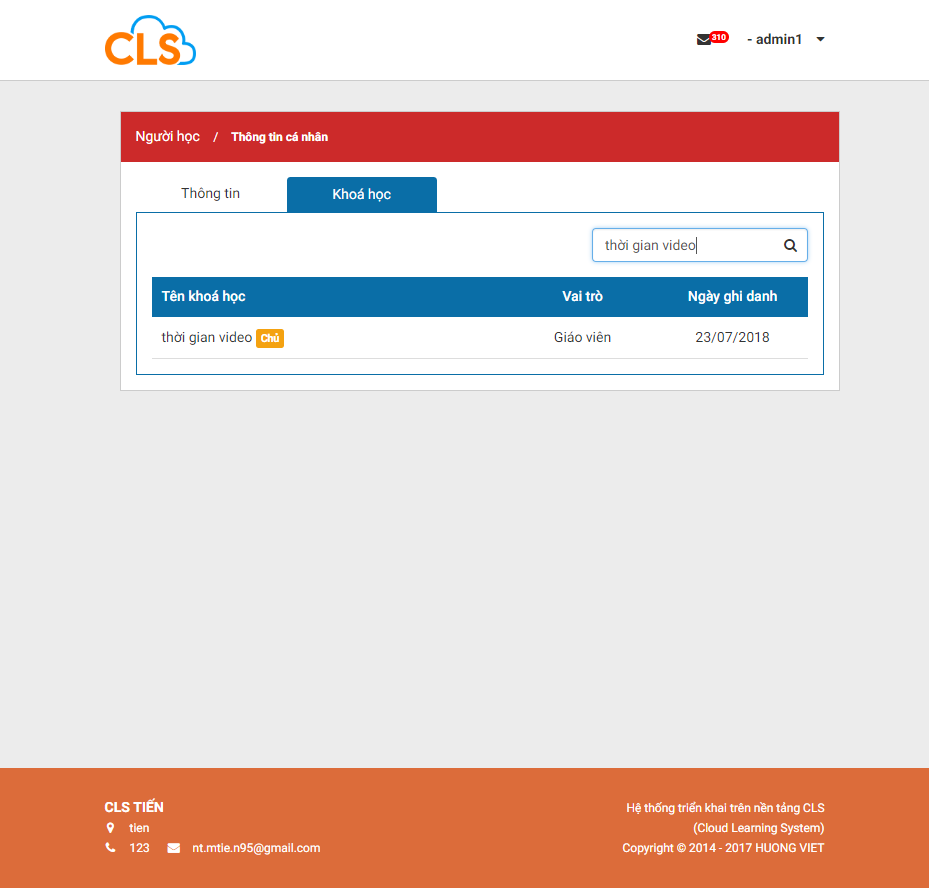 CLS
310
- admin1
Người học / Thông tin cá nhân
Thông tin
Khoá học
thời gian video
Tên khoá học Vai trò Ngày ghi danh
thời gian video Chủ Giáo viên 23/07/2018
CLS TIẾN
tien
123 nt.mtie.n95@gmail.com
Hệ thống triển khai trên nền tảng CLS
(Cloud Learning System)
Copyright © 2014 - 2017 HUONG VIET